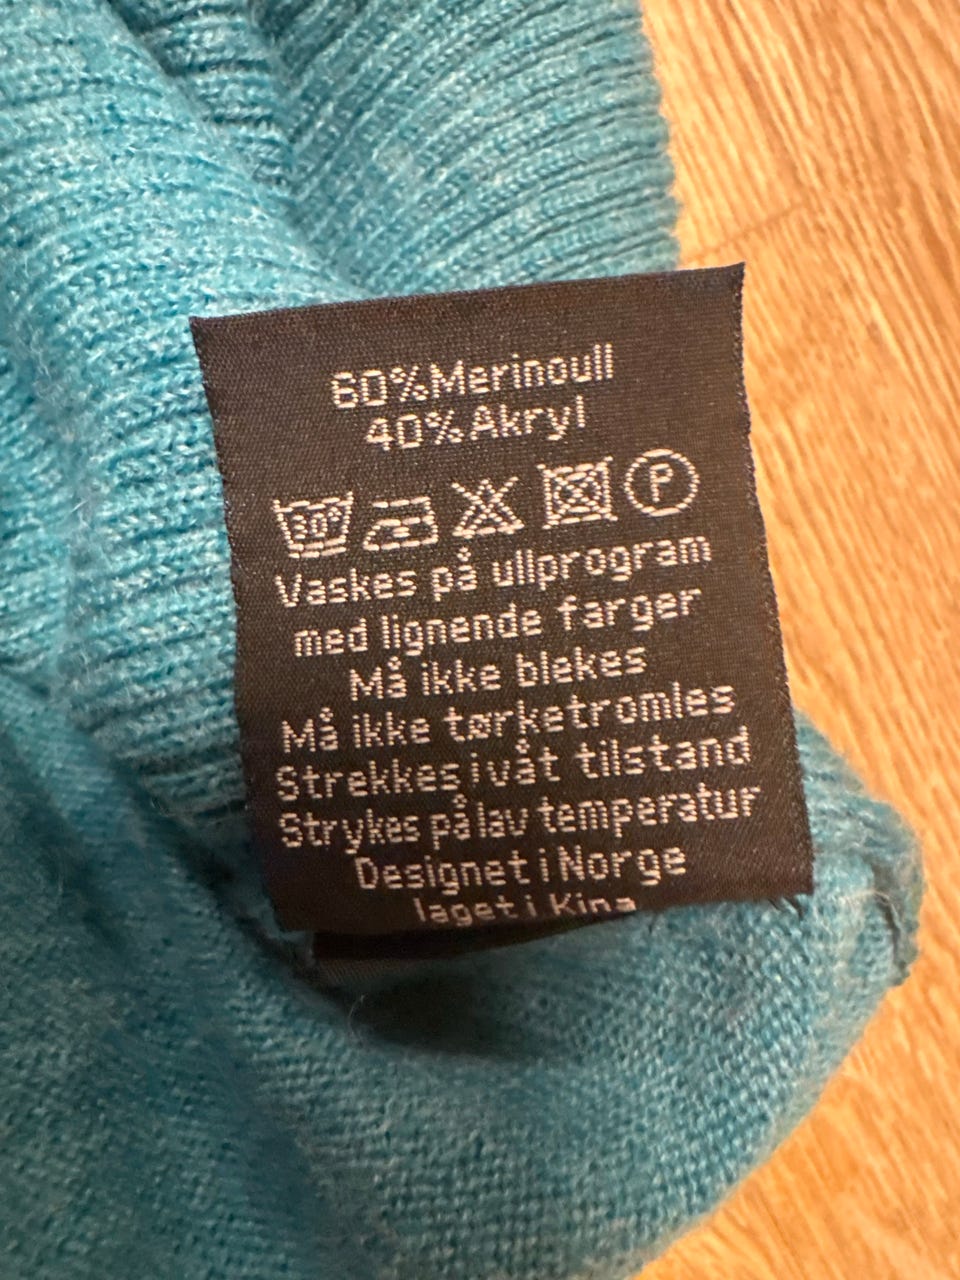 60% Merinoull
40% Akryl
30° P
Vaskes på ullprogram
med lignende farger
Må ikke blekes
Må ikke tørketromles
Strekkes i våt tilstand
Strykes på lav temperatur
Designet i Norge
laget i Kina